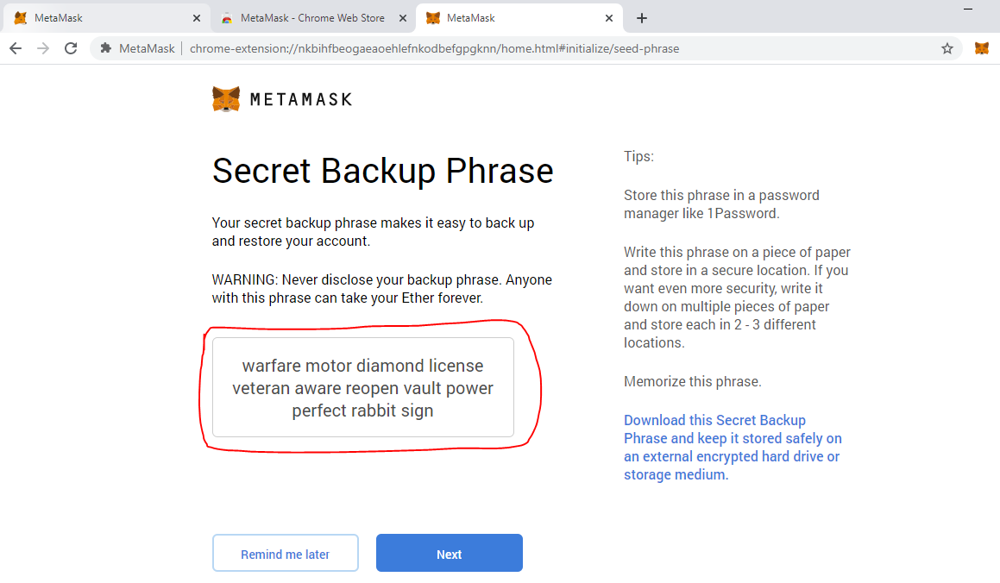 MetaMask
MetaMask - Chrome Web Store
MetaMask
MetaMask
chrome-extension://nkbihfbeogaeaoehlefnkodbefgpgknn/home.html#initialize/seed-phrase
METAMASK
Secret Backup Phrase
Your secret backup phrase makes it easy to back up
and restore your account.
WARNING: Never disclose your backup phrase. Anyone
with this phrase can take your Ether forever.
warfare motor diamond license
veteran aware reopen vault power
perfect rabbit sign
Remind me later
Next
Tips:
Store this phrase in a password
manager like 1Password.
Write this phrase on a piece of paper
and store in a secure location. If you
want even more security, write it
down on multiple pieces of paper
and store each in 2 - 3 different
locations.
Memorize this phrase.
Download this Secret Backup
Phrase and keep it stored safely on
an external encrypted hard drive or
storage medium.